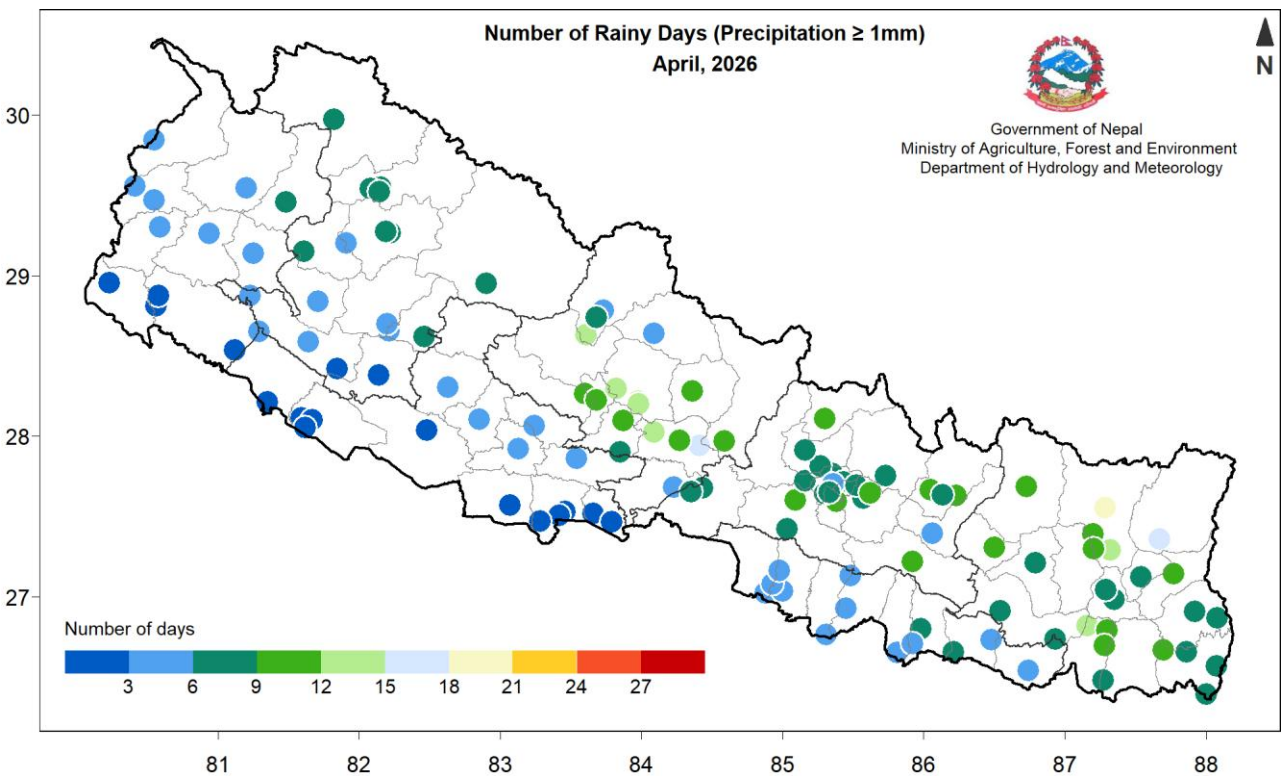 Number of Rainy Days (Precipitation ≥ 1mm)
April, 2026
N
Government of Nepal
Ministry of Agriculture, Forest and Environment
Department of Hydrology and Meteorology
30
29
28
27
Number of days
3 6 9 12 15 18 21 24 27
81 82 83 84 85 86 87 88